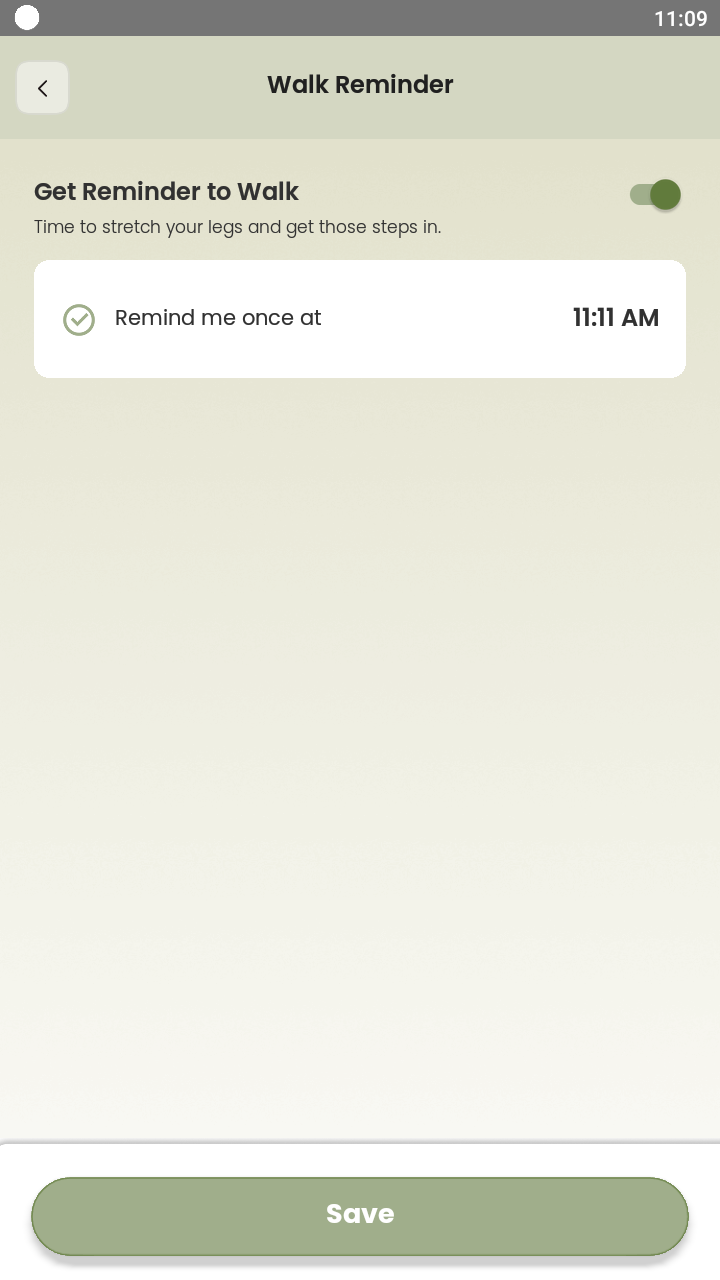 11:09
Walk Reminder
Get Reminder to Walk
Time to stretch your legs and get those steps in.
Remind me once at 11:11 AM
Save